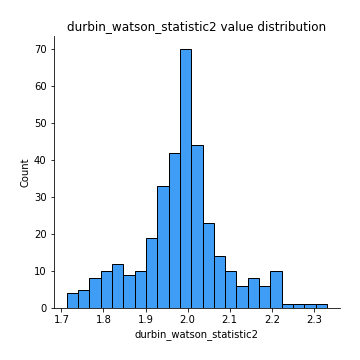 durbin_watson_statistic2 value distribution
70
60
50
40
30
20
10
0
Count
1.7 1.8 1.9 2.0 2.1 2.2 2.3
durbin_watson_statistic2